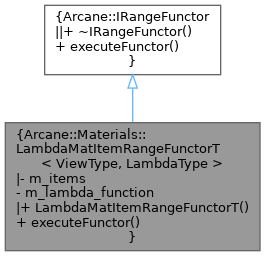 {Arcane::IRangeFunctor
||+ ~IRangeFunctor()
+ executeFunctor()
}
{Arcane::Materials::
LambdaMatItemRangeFunctorT
< ViewType, LambdaType >
|- m_items
- m_lambda_function
|+ LambdaMatItemRangeFunctorT()
+ executeFunctor()
}